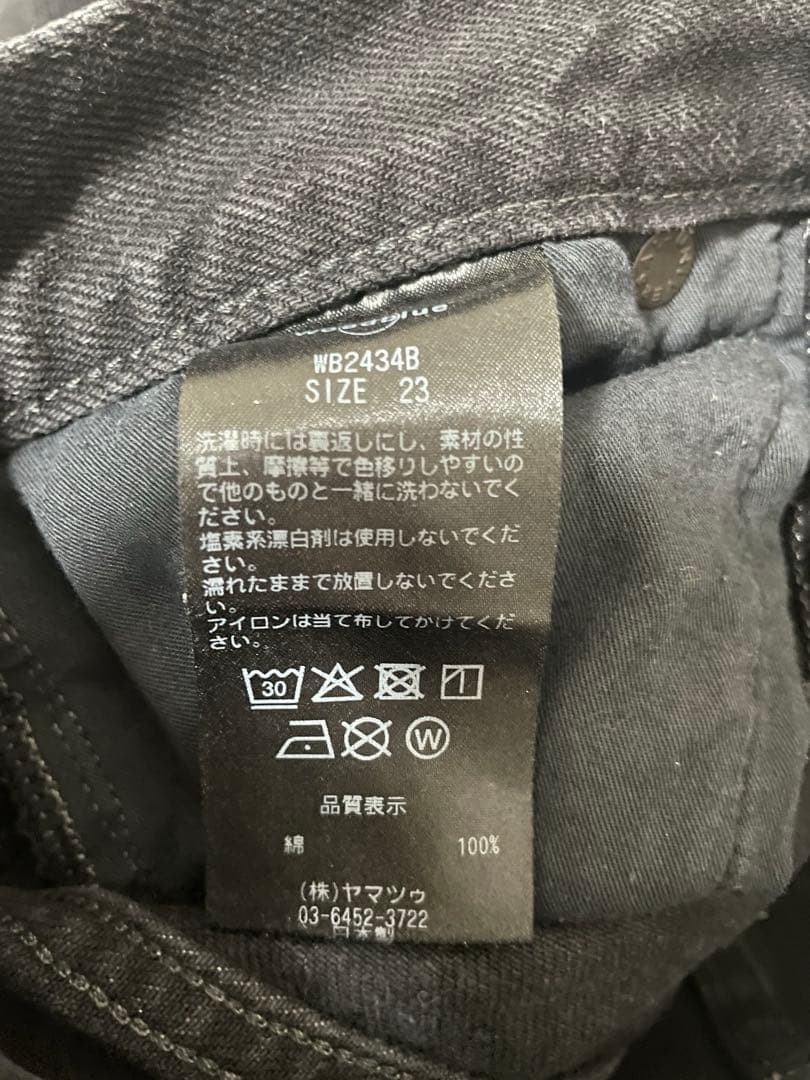 WB2434B
SIZE 23
洗濯時には裏返しにし、素材の性
質上、摩擦等で色移りしやすいの
で他のものと一緒に洗わないでく
ださい。
塩素系漂白剤は使用しないでくだ
さい。
濡れたままで放置しないでくださ
い。
アイロンは当て布してかけてくだ
さい。
30
W
品質表示
綿 100%
(株)ヤマツゥ
03-6452-3722
日本製